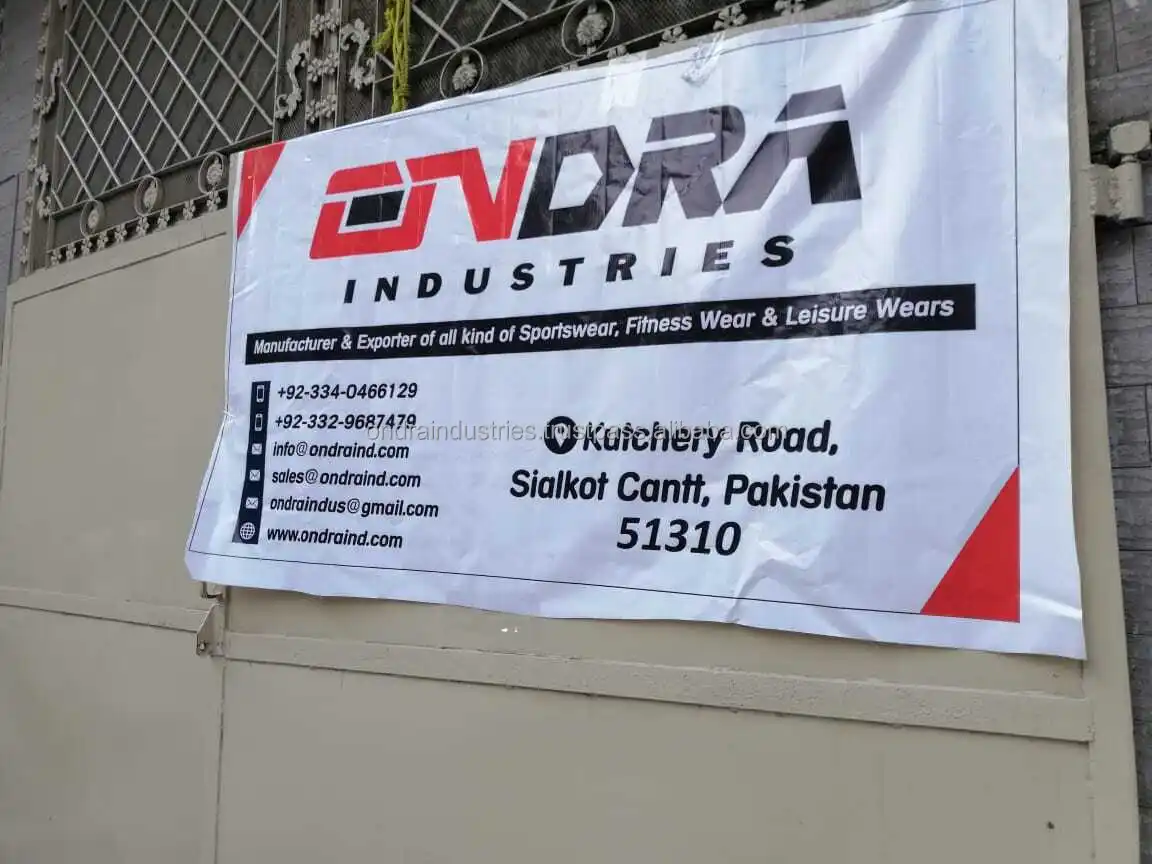 ONDRA
INDUSTRIES
Manufacturer & Exporter of all kind of Sportswear, Fitness Wear & Leisure Wears
+92-334-0466129
+92-332-9687479
info@ondraind.com
sales@ondraind.com
ondraindus@gmail.com
www.ondraind.com
Kutchery Road,
Sialkot Cantt, Pakistan
51310
ondraindustries.trustpass.alibaba.com